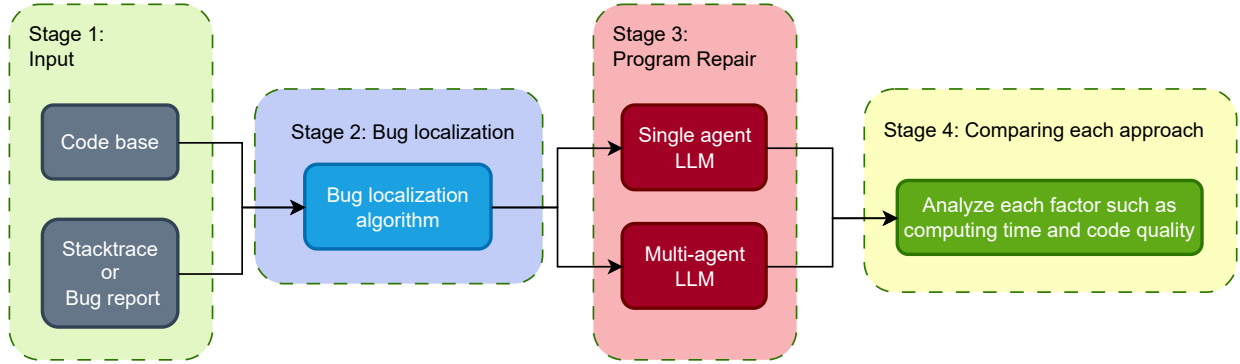 Stage 1:
Input
Code base
Stacktrace
or
Bug report
Stage 2: Bug localization
Bug localization
algorithm
Stage 3:
Program Repair
Single agent
LLM
Multi-agent
LLM
Stage 4: Comparing each approach
Analyze each factor such as
computing time and code quality